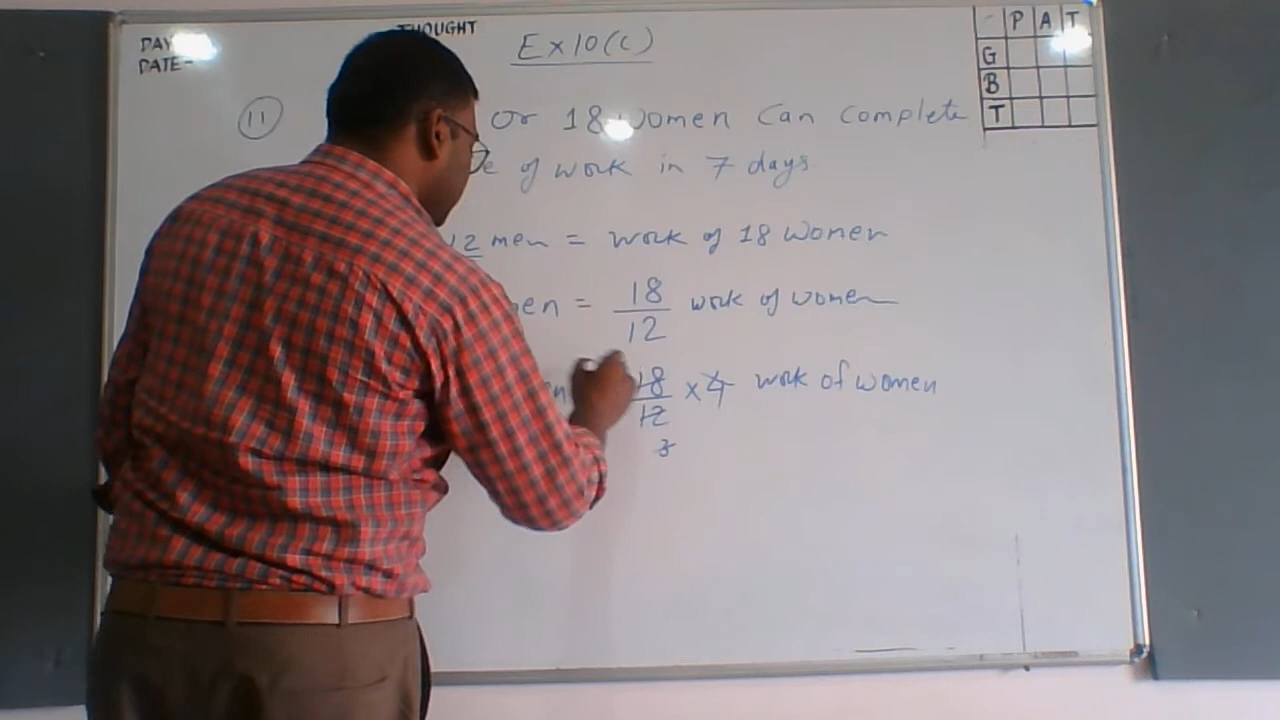 DAY
DATE-
THOUGHT
Ex 10(c)
P A T
G
B
T
(11) or 18 women can complete
of work in 7 days
12 men = work of 18 women
= 18/12 work of women
18/12 × 4 work of women
3